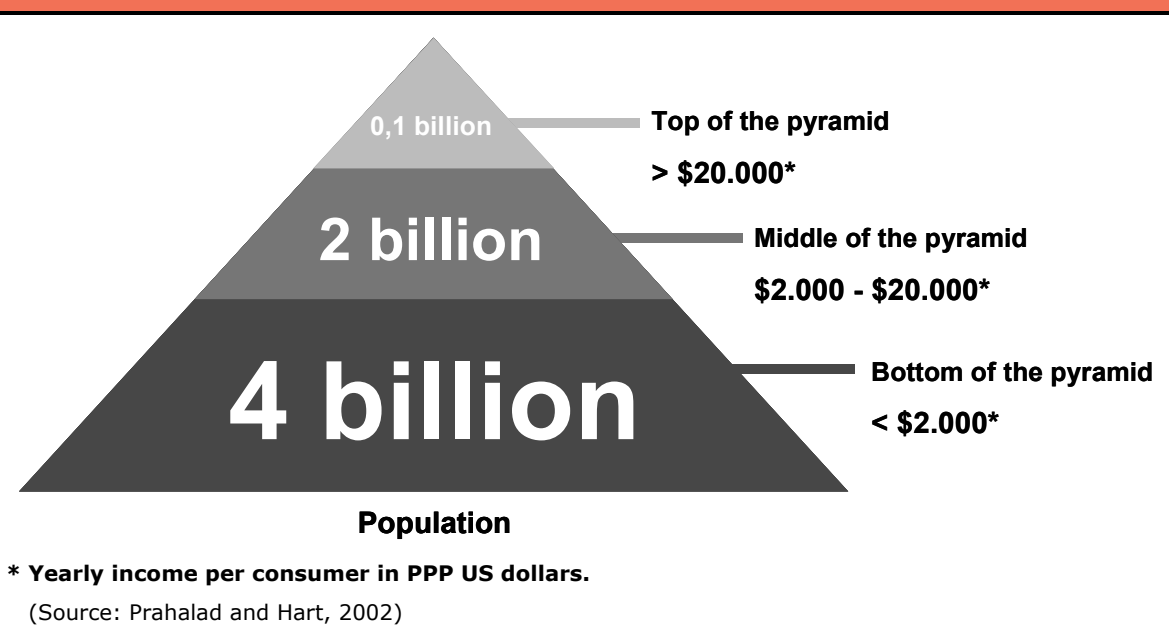 0,1 billion
Top of the pyramid
> $20.000*
2 billion
Middle of the pyramid
$2.000 - $20.000*
4 billion
Bottom of the pyramid
< $2.000*
Population
* Yearly income per consumer in PPP US dollars.
(Source: Prahalad and Hart, 2002)